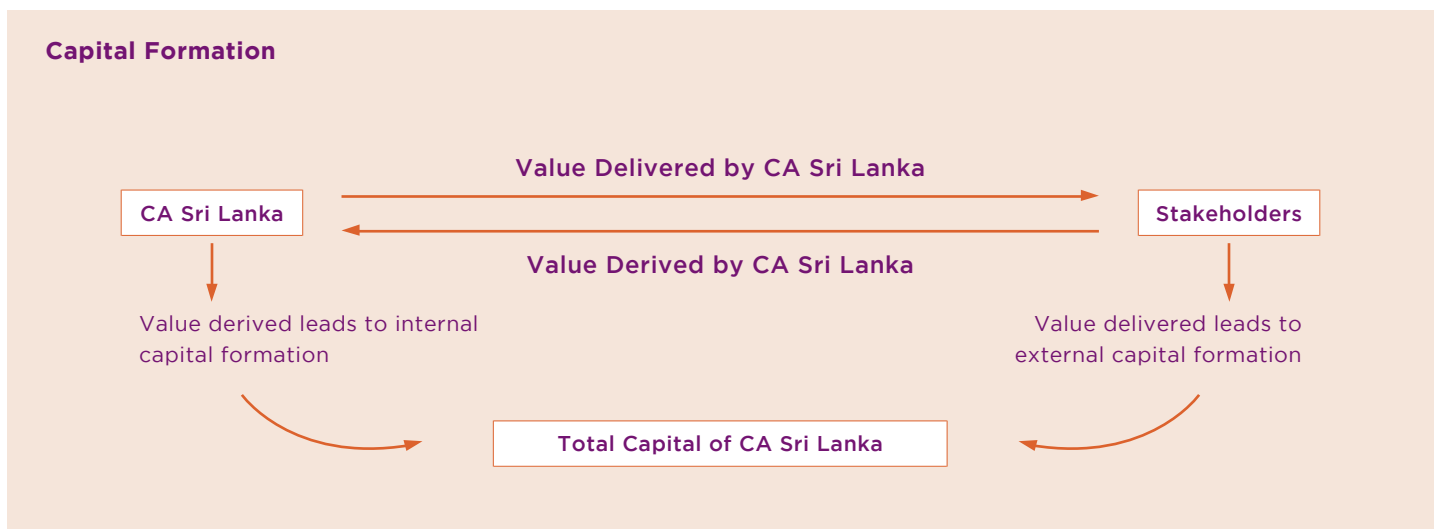 Capital Formation
Value Delivered by CA Sri Lanka
CA Sri Lanka
Stakeholders
Value Derived by CA Sri Lanka
Value derived leads to internal
capital formation
Value delivered leads to
external capital formation
Total Capital of CA Sri Lanka